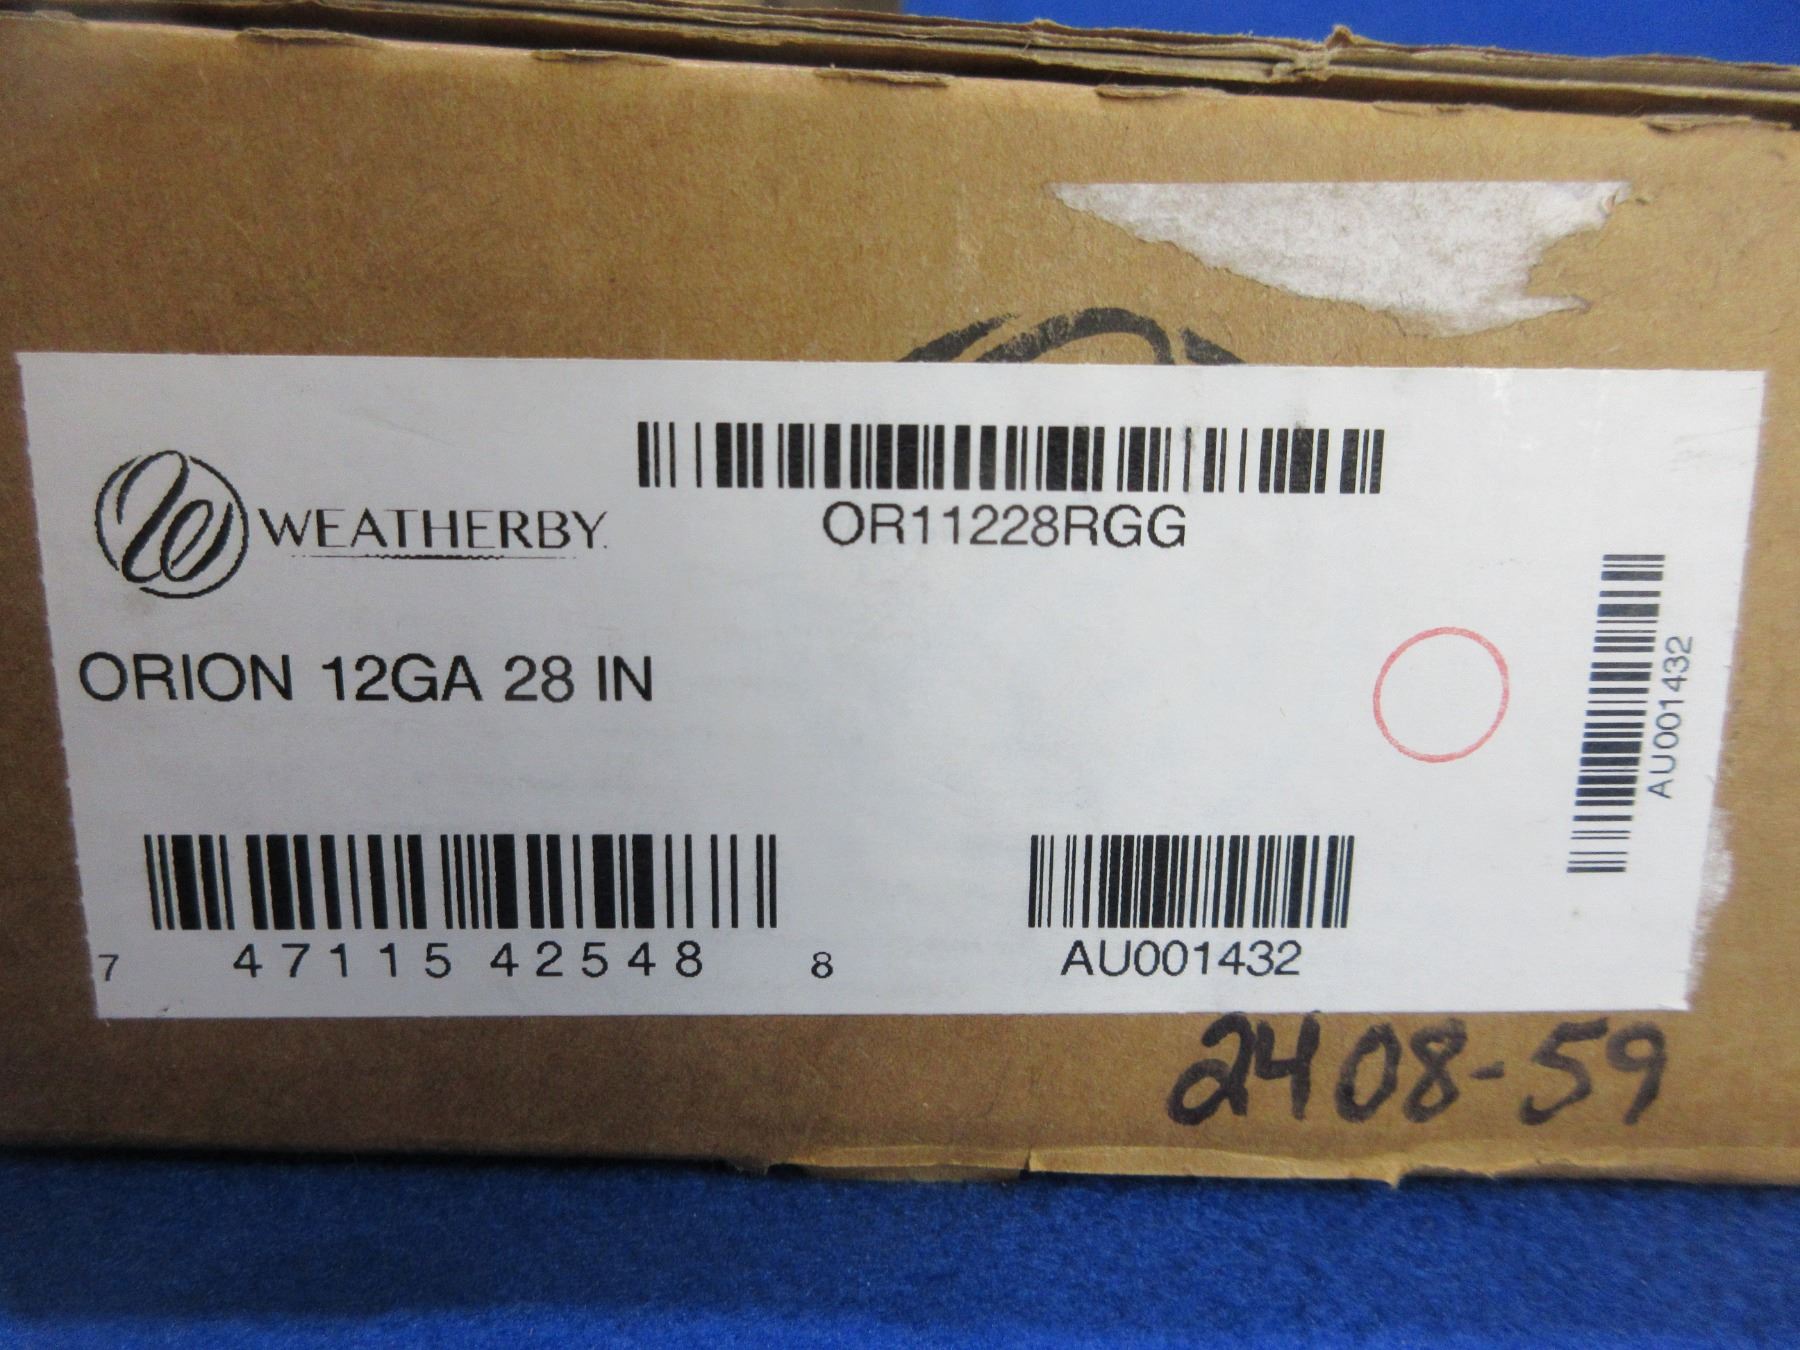 WEATHERBY
OR11228RGG
ORION 12GA 28 IN
AU001432
7 47115 42548 8
AU001432
2408-59